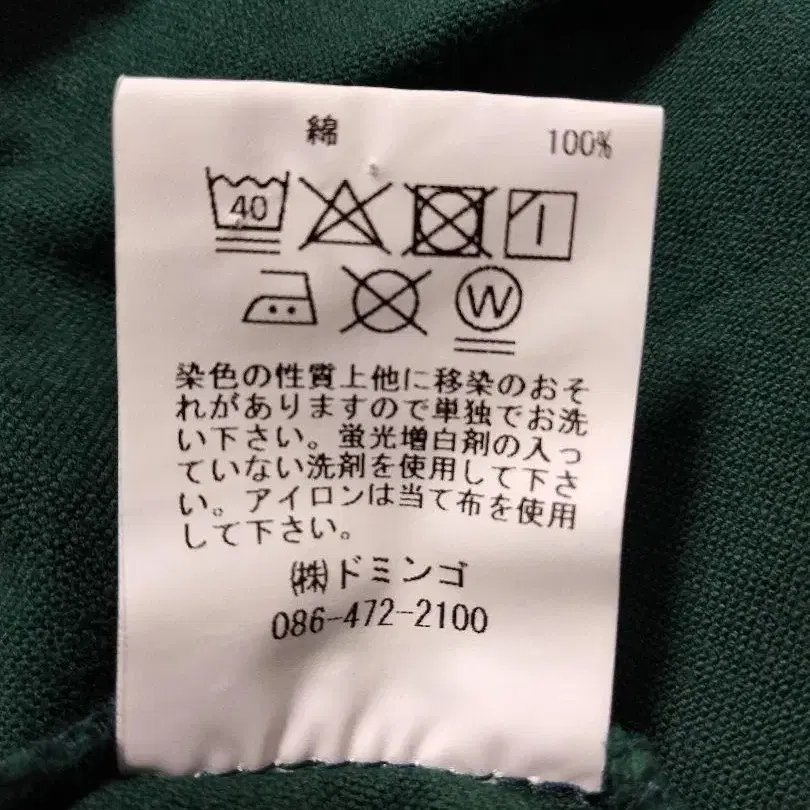 綿 100%
40
W
染色の性質上他に移染のおそ
れがありますので単独でお洗
い下さい。蛍光増白剤の入っ
ていない洗剤を使用して下さ
い。アイロンは当て布を使用
して下さい。
㈱ドミンゴ
086-472-2100